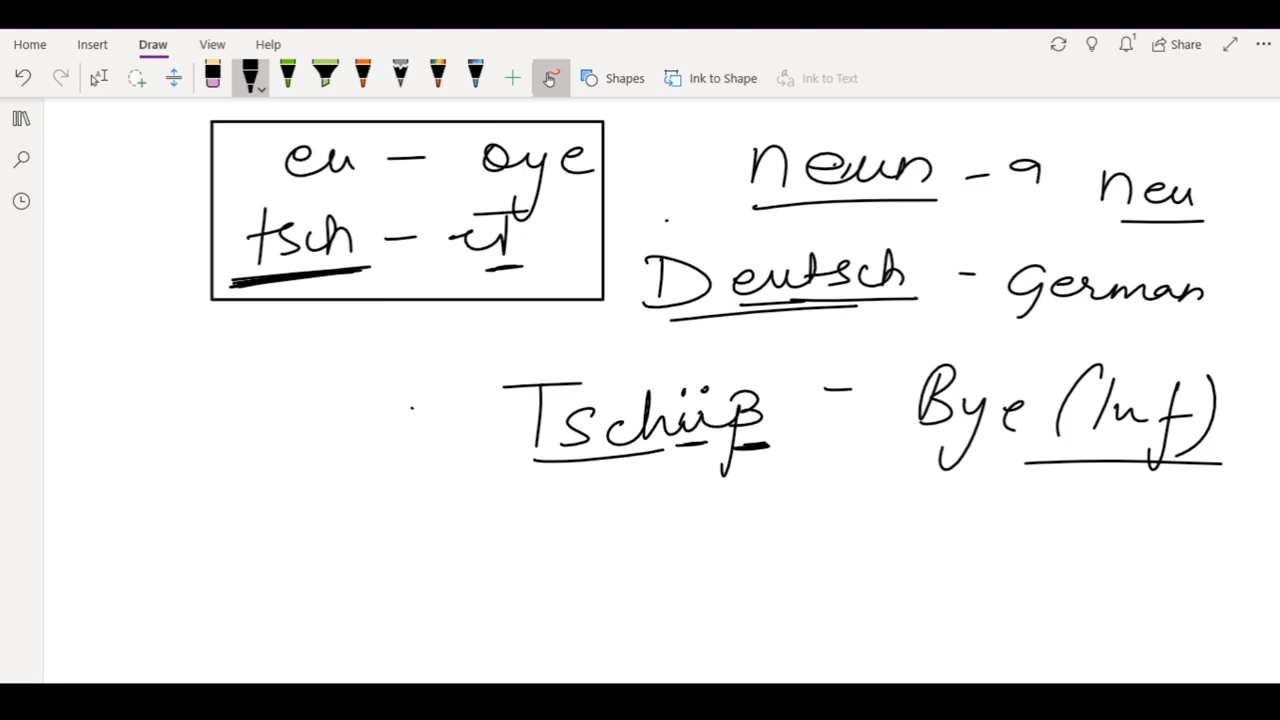 Home Insert Draw View Help
Share
Shapes Ink to Shape Ink to Text
eu – oye
tsch – च
neun – 9 neu
Deutsch – German
Tschüß – Bye (Inf)